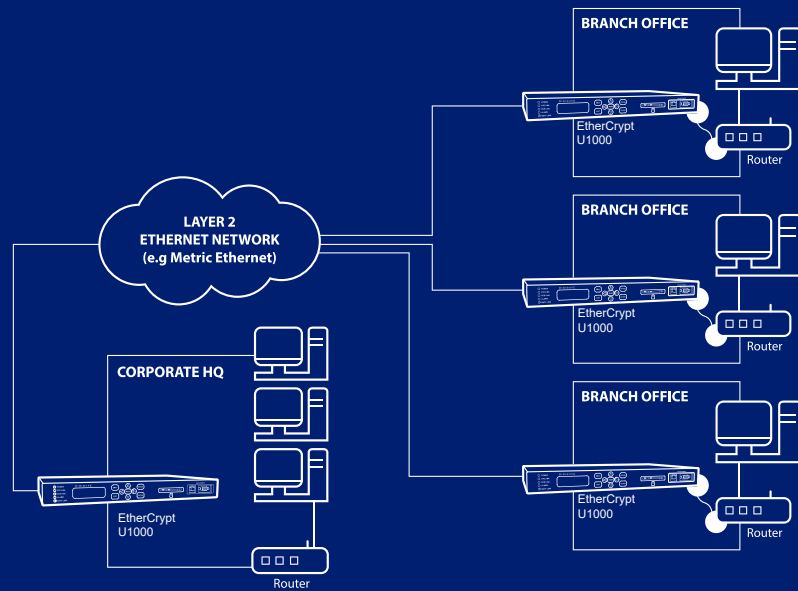 BRANCH OFFICE
EtherCrypt
U1000
Router
LAYER 2
ETHERNET NETWORK
(e.g Metric Ethernet)
BRANCH OFFICE
EtherCrypt
U1000
Router
CORPORATE HQ
BRANCH OFFICE
EtherCrypt
U1000
Router
EtherCrypt
U1000
Router